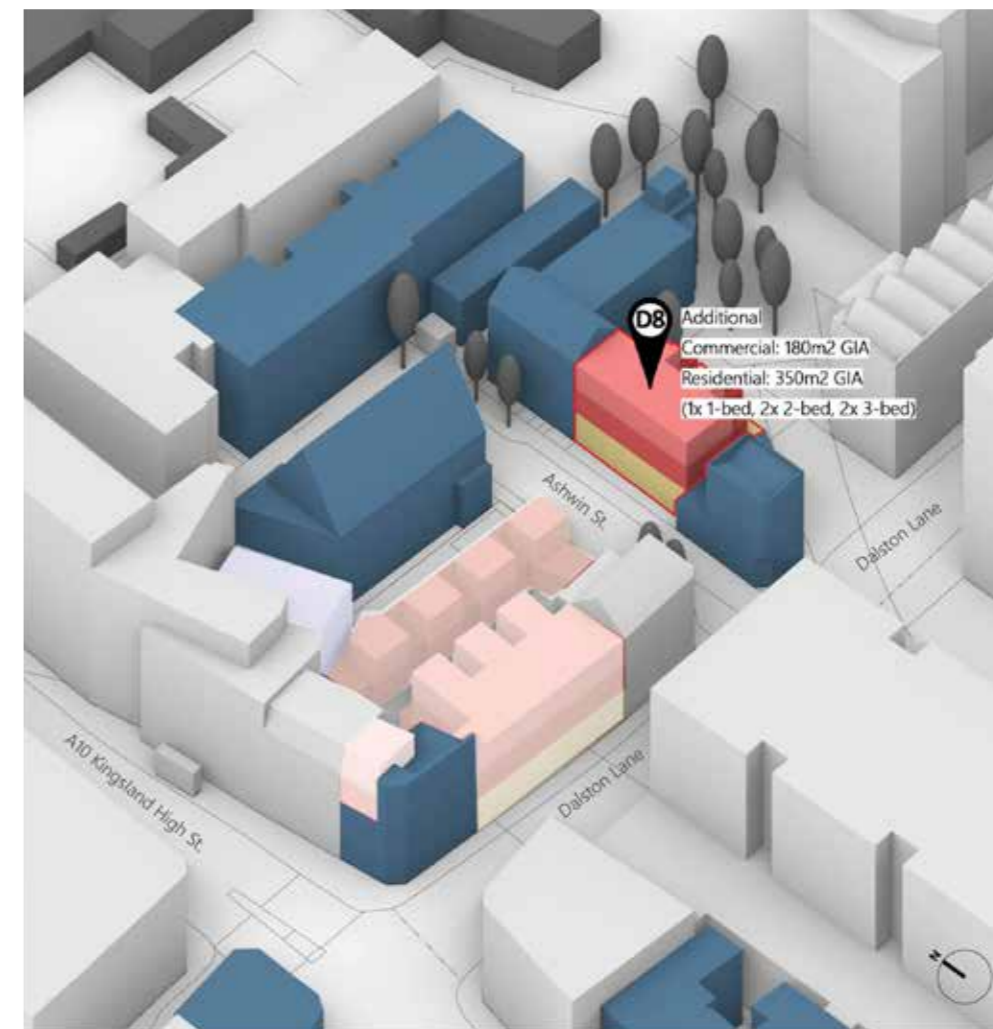 D8
Additional
Commercial: 180m2 GIA
Residential: 350m2 GIA
(1x 1-bed, 2x 2-bed, 2x 3-bed)
Ashwin St.
Dalston Lane
Dalston Lane
A10 Kingsland High St.
N